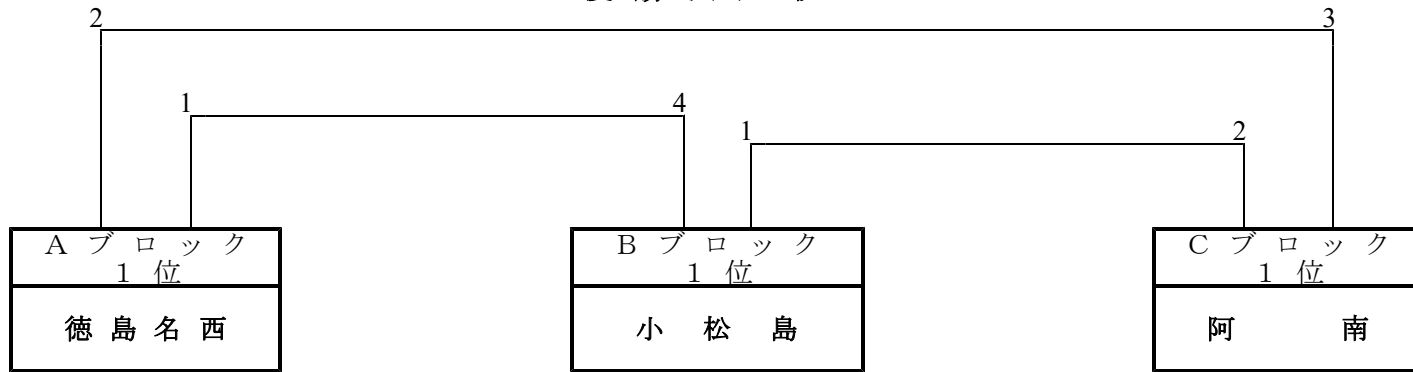 2 3
1 4
1 2
A ブ ロ ッ ク
1 位
B ブ ロ ッ ク
1 位
C ブ ロ ッ ク
1 位
徳 島 名 西
小 松 島
阿 南